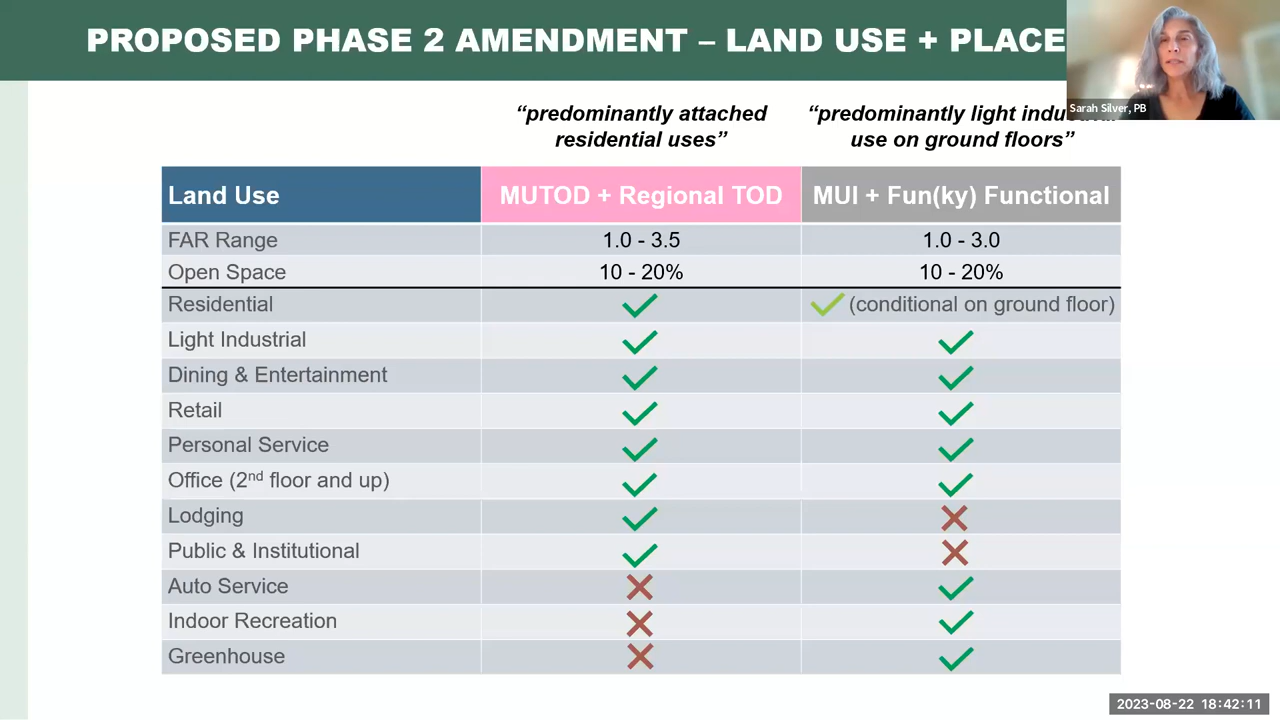 PROPOSED PHASE 2 AMENDMENT – LAND USE + PLACE
Sarah Silver, PB
“predominantly attached
residential uses”
“predominantly light
use on ground floors”
Land Use
MUTOD + Regional TOD
MUI + Fun(ky) Functional
FAR Range
1.0 - 3.5
1.0 - 3.0
Open Space
10 - 20%
10 - 20%
Residential
(conditional on ground floor)
Light Industrial
Dining & Entertainment
Retail
Personal Service
Office (2nd floor and up)
Lodging
Public & Institutional
Auto Service
Indoor Recreation
Greenhouse
2023-08-22 18:42:11